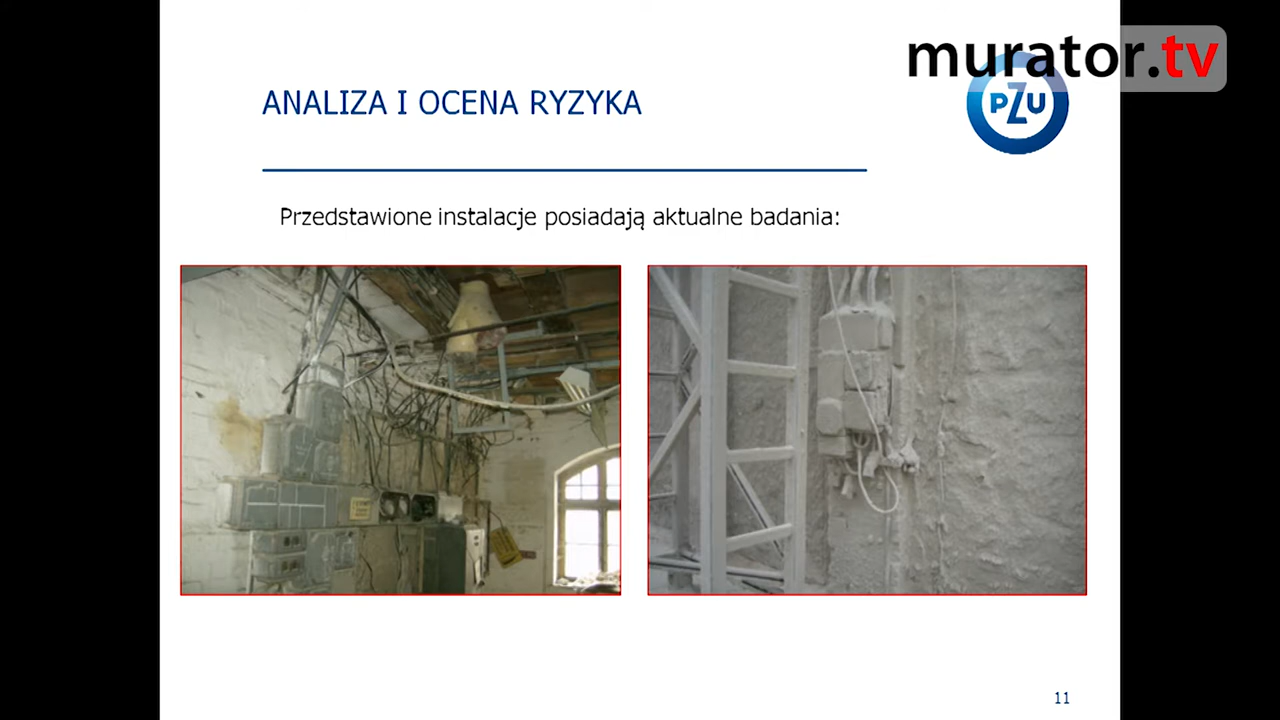 murator.tv
PZU
ANALIZA I OCENA RYZYKA
Przedstawione instalacje posiadają aktualne badania:
11